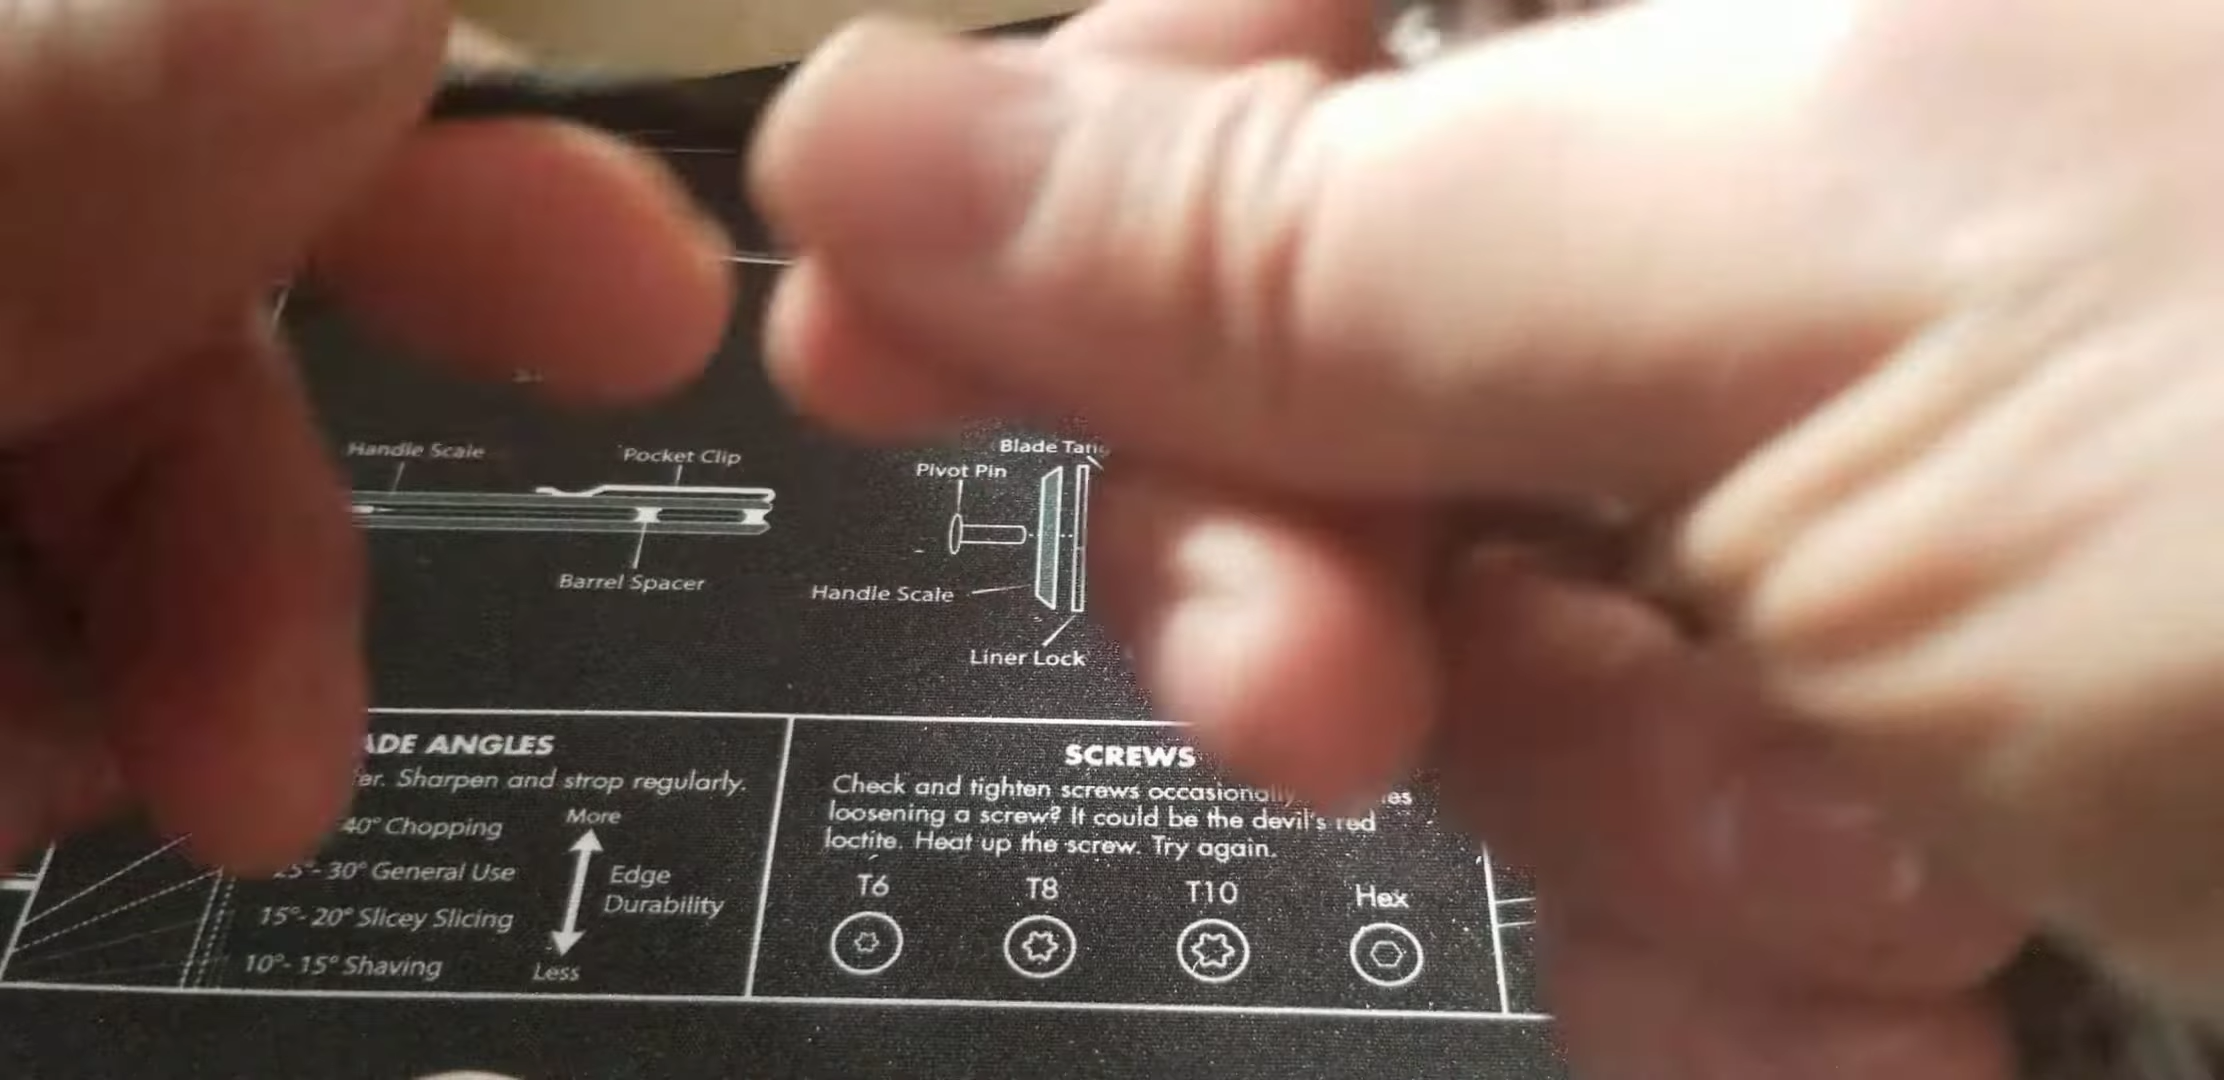 Blade
Handle Scale
Pocket Clip
Pivot Pin
Barrel Spacer
Handle Scale
Liner Lock
ADE ANGLES
er. Sharpen and strop regularly.
40° Chopping
More
- 30° General Use
Edge
Durability
15°- 20° Slicey Slicing
10°- 15° Shaving
Less
SCREWS
Check and tighten screws occasionally.
loosening a screw? It could be the devil's red
loctite. Heat up the screw. Try again.
T6
T8
T10
Hex